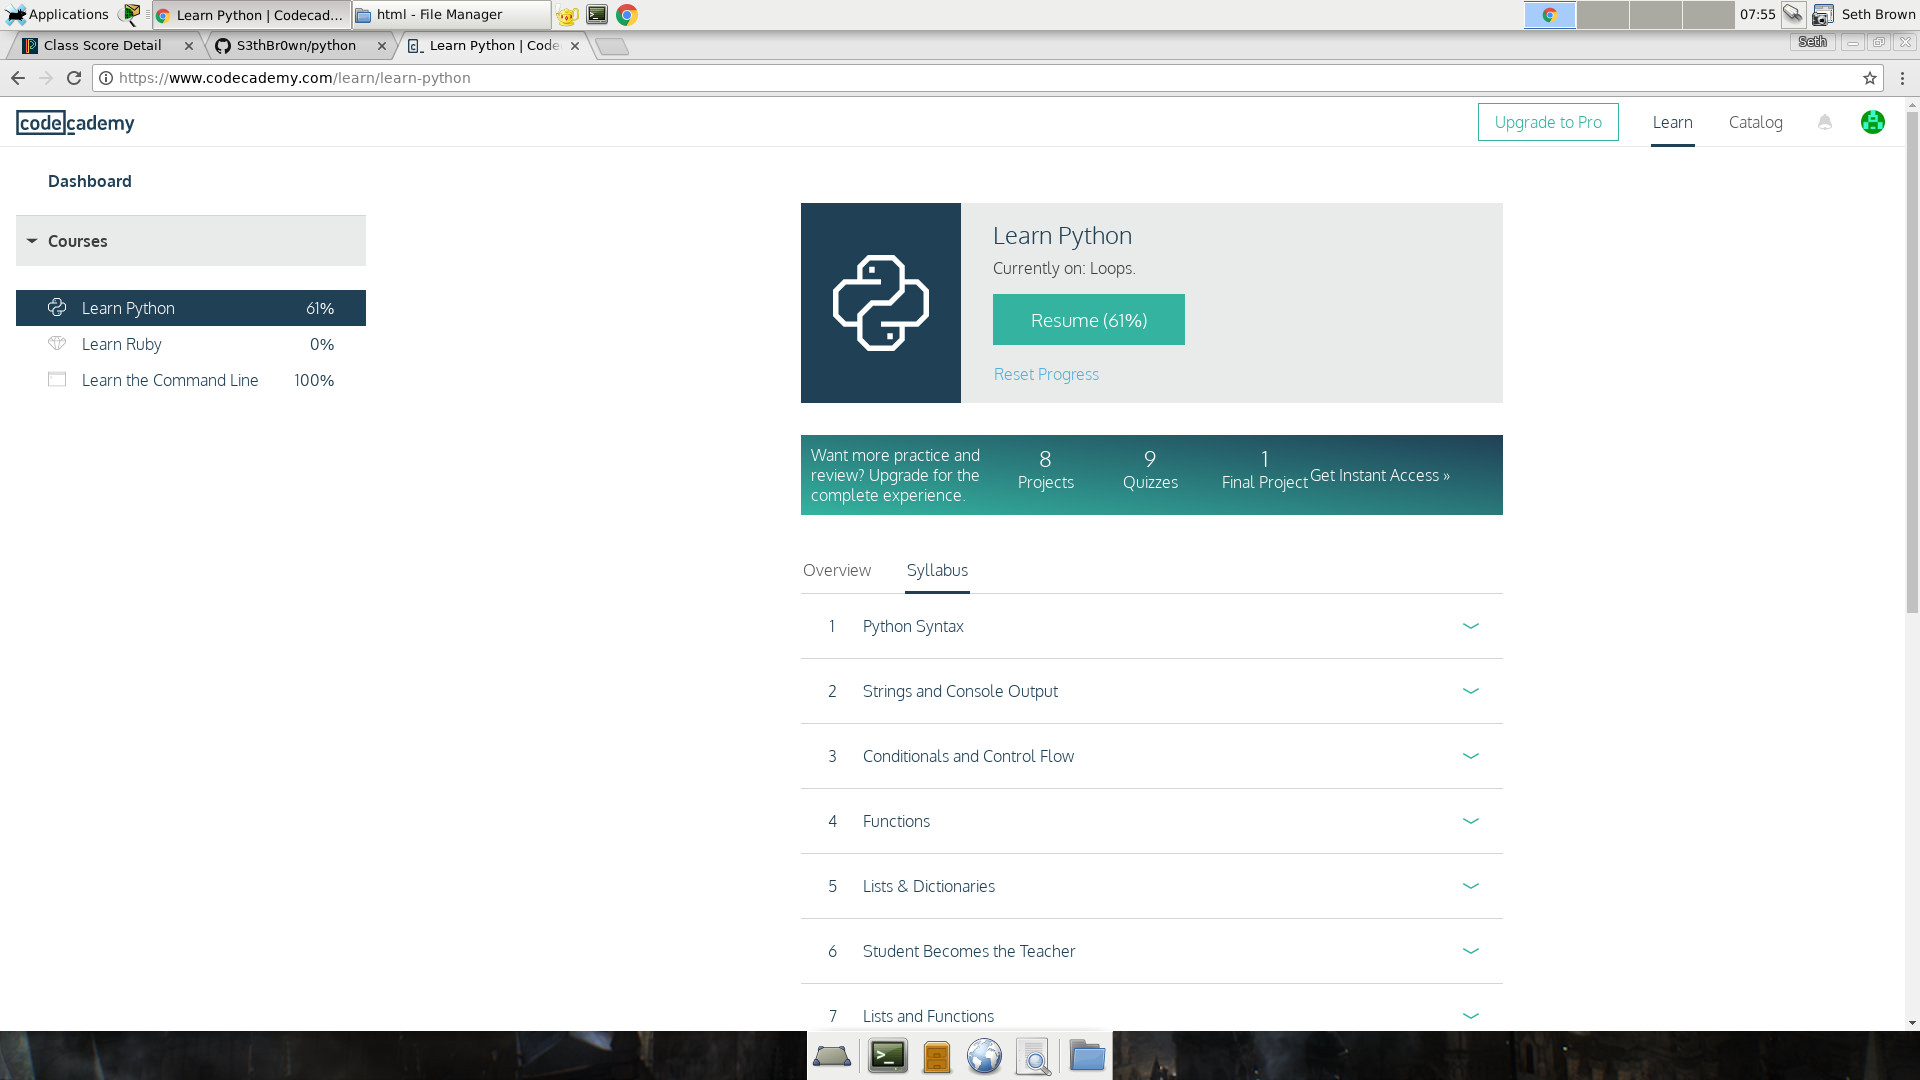 Applications
Learn Python | Codecad...
html - File Manager
07:55
Seth Brown
Class Score Detail
S3thBr0wn/python
Learn Python | Code
Seth
https://www.codecademy.com/learn/learn-python
codecademy
Upgrade to Pro
Learn
Catalog
Dashboard
Courses
Learn Python 61%
Learn Ruby 0%
Learn the Command Line 100%
Learn Python
Currently on: Loops.
Resume (61%)
Reset Progress
Want more practice and
review? Upgrade for the
complete experience.
8
Projects
9
Quizzes
1
Final Project
Get Instant Access »
Overview
Syllabus
1 Python Syntax
2 Strings and Console Output
3 Conditionals and Control Flow
4 Functions
5 Lists & Dictionaries
6 Student Becomes the Teacher
7 Lists and Functions